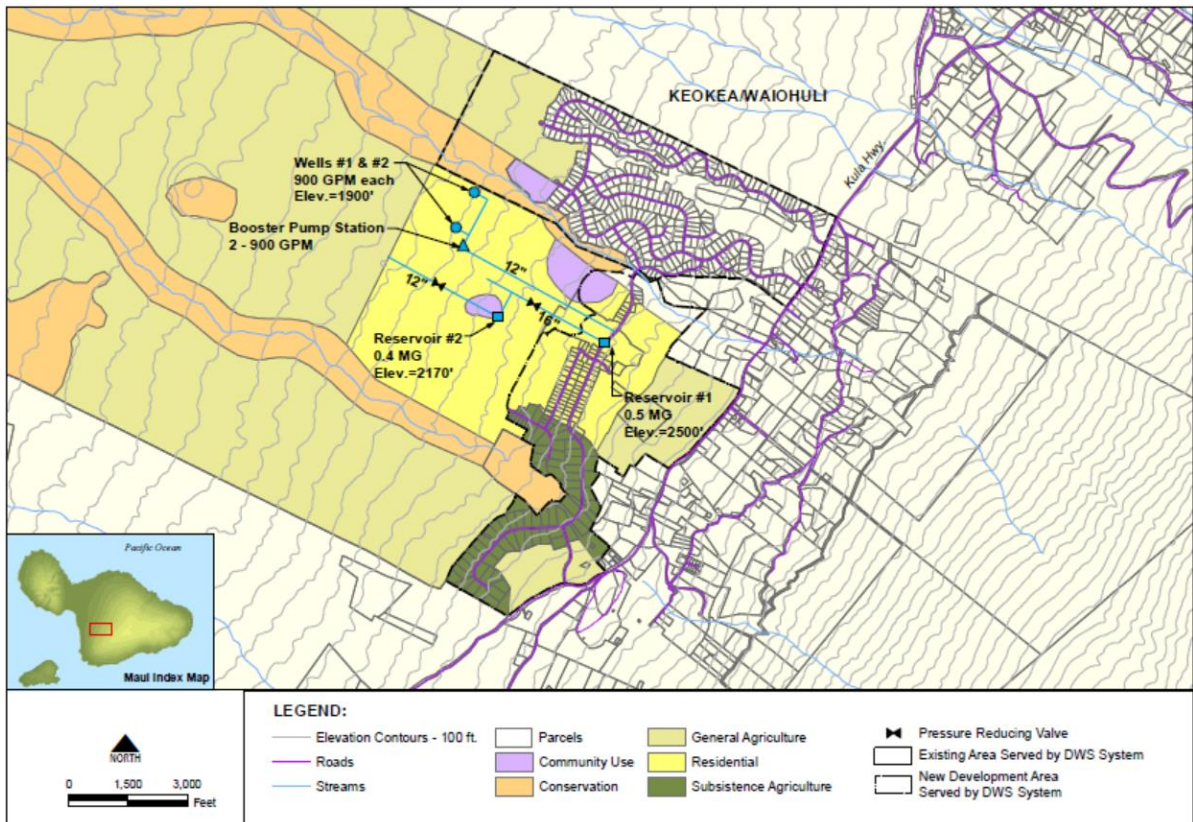 KEOKEA/WAIOHULI
Kula Hwy.
Wells #1 & #2
900 GPM each
Elev.=1900'
Booster Pump Station
2 - 900 GPM
12"
12"
16"
Reservoir #2
0.4 MG
Elev.=2170'
Reservoir #1
0.5 MG
Elev.=2500'
Pacific Ocean
Maui Index Map
NORTH
0 1,500 3,000
Feet
LEGEND:
Elevation Contours - 100 ft.
Roads
Streams
Parcels
Community Use
Conservation
General Agriculture
Residential
Subsistence Agriculture
Pressure Reducing Valve
Existing Area Served by DWS System
New Development Area
Served by DWS System